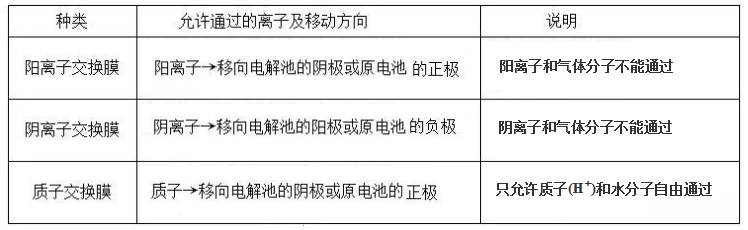 种类 允许通过的离子及移动方向 说明
阳离子交换膜 阳离子→移向电解池的阴极或原电池 的正极 阳离子和气体分子不能通过
阴离子交换膜 阴离子→移向电解池的阳极或原电池 的负极 阴离子和气体分子不能通过
质子交换膜 质子→移向电解池的阴极或原电池的 正极 只允许质子(H⁺)和水分子自由通过